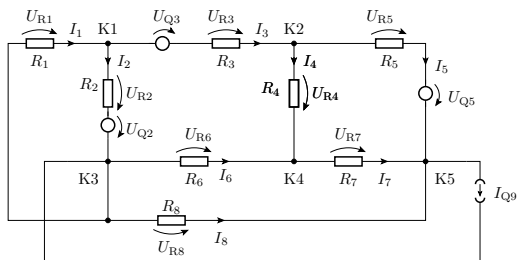 U_R1 I_1 K1 U_Q3 U_R3 I_3 K2 U_R5
R_1 I_2 R_3 I_4 R_5 I_5
R_2 U_R2 R_4 U_R4 U_Q5
U_Q2 U_R6 U_R7
K3 R_6 I_6 K4 R_7 I_7 K5
I_Q9
R_8
U_R8 I_8